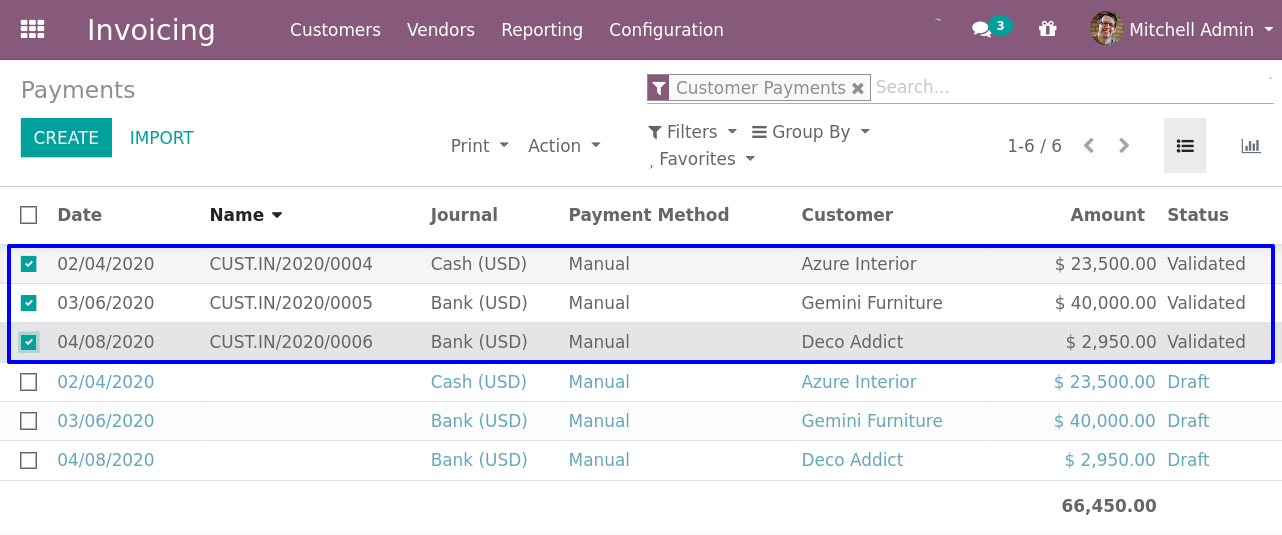 Invoicing Customers Vendors Reporting Configuration 3 Mitchell Admin
Payments Customer Payments Search...
CREATE IMPORT Print Action Filters Group By 1-6 / 6
Favorites
Date Name Journal Payment Method Customer Amount Status
02/04/2020 CUST.IN/2020/0004 Cash (USD) Manual Azure Interior $ 23,500.00 Validated
03/06/2020 CUST.IN/2020/0005 Bank (USD) Manual Gemini Furniture $ 40,000.00 Validated
04/08/2020 CUST.IN/2020/0006 Bank (USD) Manual Deco Addict $ 2,950.00 Validated
02/04/2020 Cash (USD) Manual Azure Interior $ 23,500.00 Draft
03/06/2020 Bank (USD) Manual Gemini Furniture $ 40,000.00 Draft
04/08/2020 Bank (USD) Manual Deco Addict $ 2,950.00 Draft
66,450.00